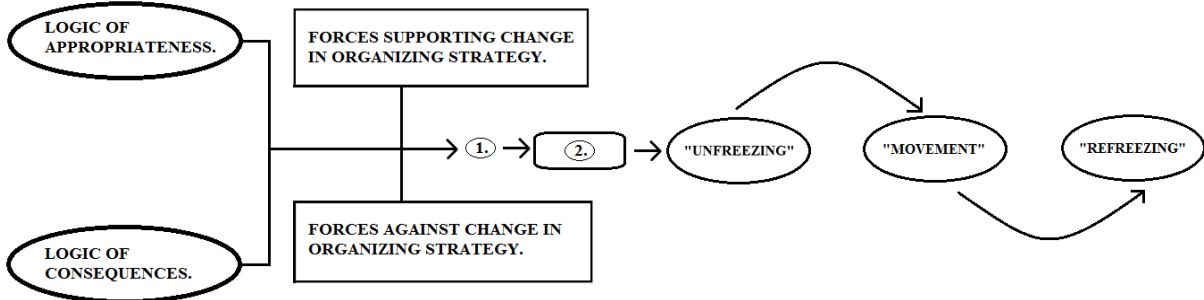 LOGIC OF
APPROPRIATENESS.
FORCES SUPPORTING CHANGE
IN ORGANIZING STRATEGY.
1.
2.
"UNFREEZING"
"MOVEMENT"
"REFREEZING"
FORCES AGAINST CHANGE IN
ORGANIZING STRATEGY.
LOGIC OF
CONSEQUENCES.